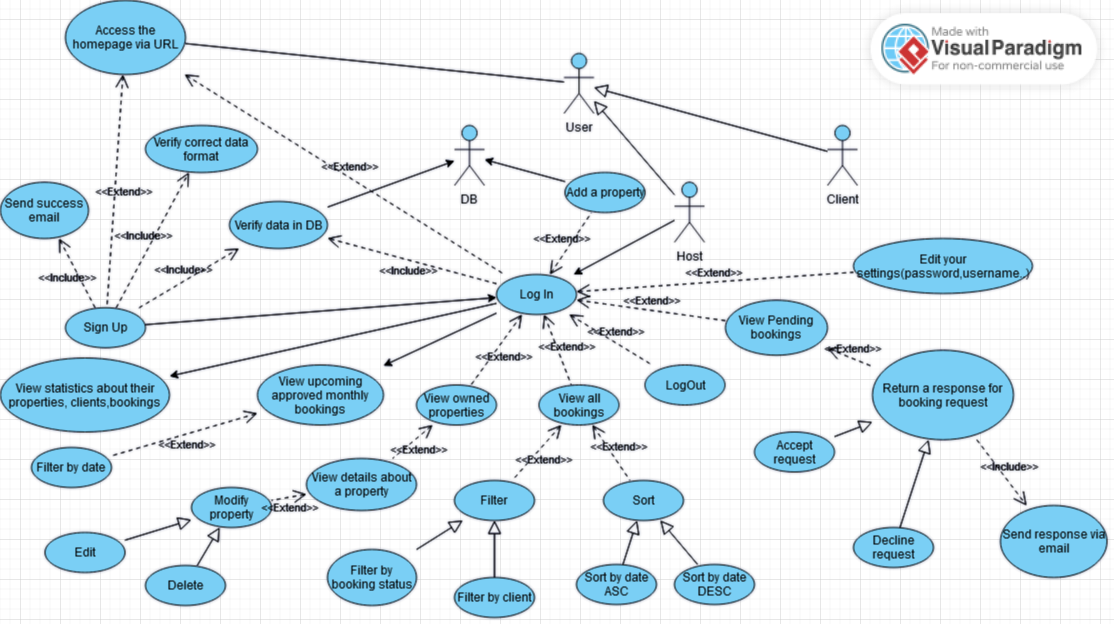 Access the
homepage via URL
Made with
VisualParadigm
For non-commercial use
User
Verify correct data
format
<<Extend>>
DB
Add a property
Client
<<Extend>>
Send success
email
Verify data in DB
<<Include>>
<<Extend>>
Host
Edit your
settings(password,username..)
<<Include>>
<<Include>>
<<Include>>
<<Extend>>
Log In
<<Extend>>
Sign Up
View Pending
bookings
<<Extend>>
<<Extend>>
<<Extend>>
<<Extend>>
View statistics about their
properties, clients,bookings
View upcoming
approved monthly
bookings
View owned
properties
View all
bookings
LogOut
Return a response for
booking request
<<Extend>>
<<Extend>>
<<Extend>>
Accept
request
Filter by date
<<Extend>>
<<Include>>
View details about
a property
Modify
property
<<Extend>>
Filter
Sort
Edit
Decline
request
Send response via
email
Delete
Filter by
booking status
Filter by client
Sort by date
ASC
Sort by date
DESC